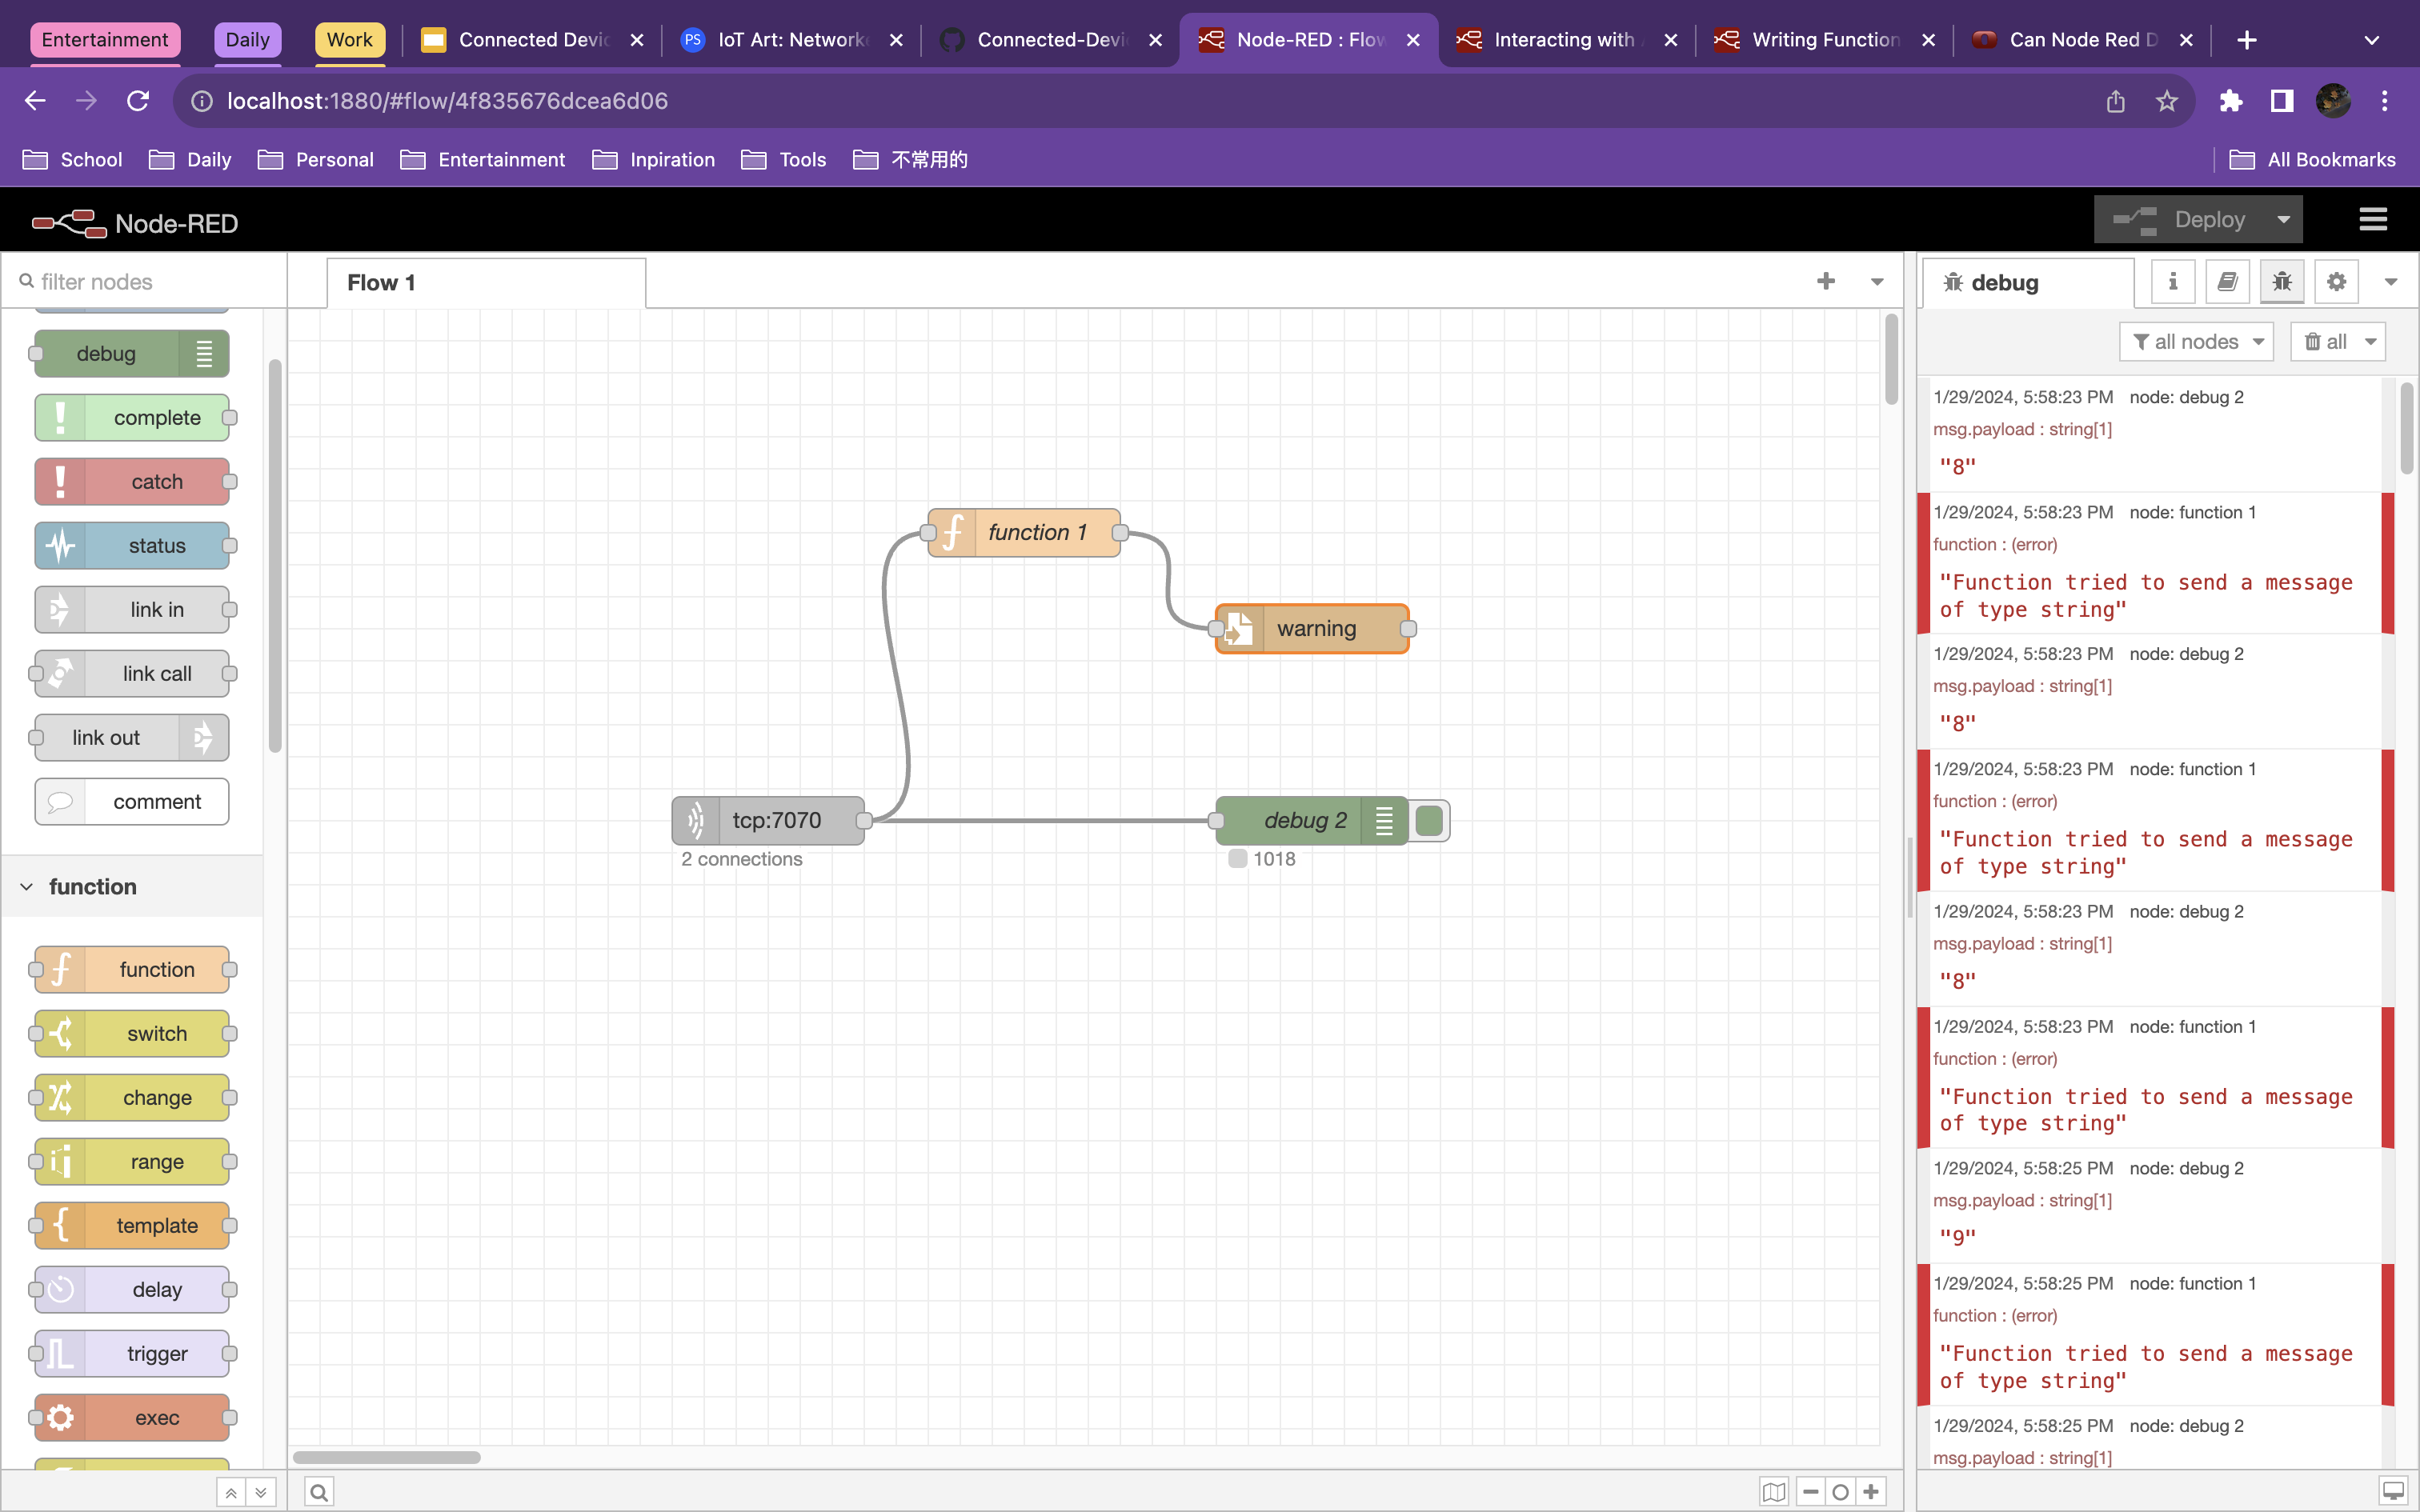 Entertainment Daily Work Connected Devic IoT Art: Networke Connected-Devi Node-RED : Flow Interacting with Writing Function Can Node Red D
localhost:1880/#flow/4f835676dcea6d06
School Daily Personal Entertainment Inpiration Tools 不常用的 All Bookmarks
Node-RED Deploy
filter nodes
debug
complete
catch
status
link in
link call
link out
comment
function
function
switch
change
range
template
delay
trigger
exec
Flow 1
function 1
warning
tcp:7070
2 connections
debug 2
1018
debug
all nodes all
1/29/2024, 5:58:23 PM node: debug 2
msg.payload : string[1]
"8"
1/29/2024, 5:58:23 PM node: function 1
function : (error)
"Function tried to send a message
of type string"
1/29/2024, 5:58:23 PM node: debug 2
msg.payload : string[1]
"8"
1/29/2024, 5:58:23 PM node: function 1
function : (error)
"Function tried to send a message
of type string"
1/29/2024, 5:58:23 PM node: debug 2
msg.payload : string[1]
"8"
1/29/2024, 5:58:23 PM node: function 1
function : (error)
"Function tried to send a message
of type string"
1/29/2024, 5:58:25 PM node: debug 2
msg.payload : string[1]
"9"
1/29/2024, 5:58:25 PM node: function 1
function : (error)
"Function tried to send a message
of type string"
1/29/2024, 5:58:25 PM node: debug 2
msg.payload : string[1]